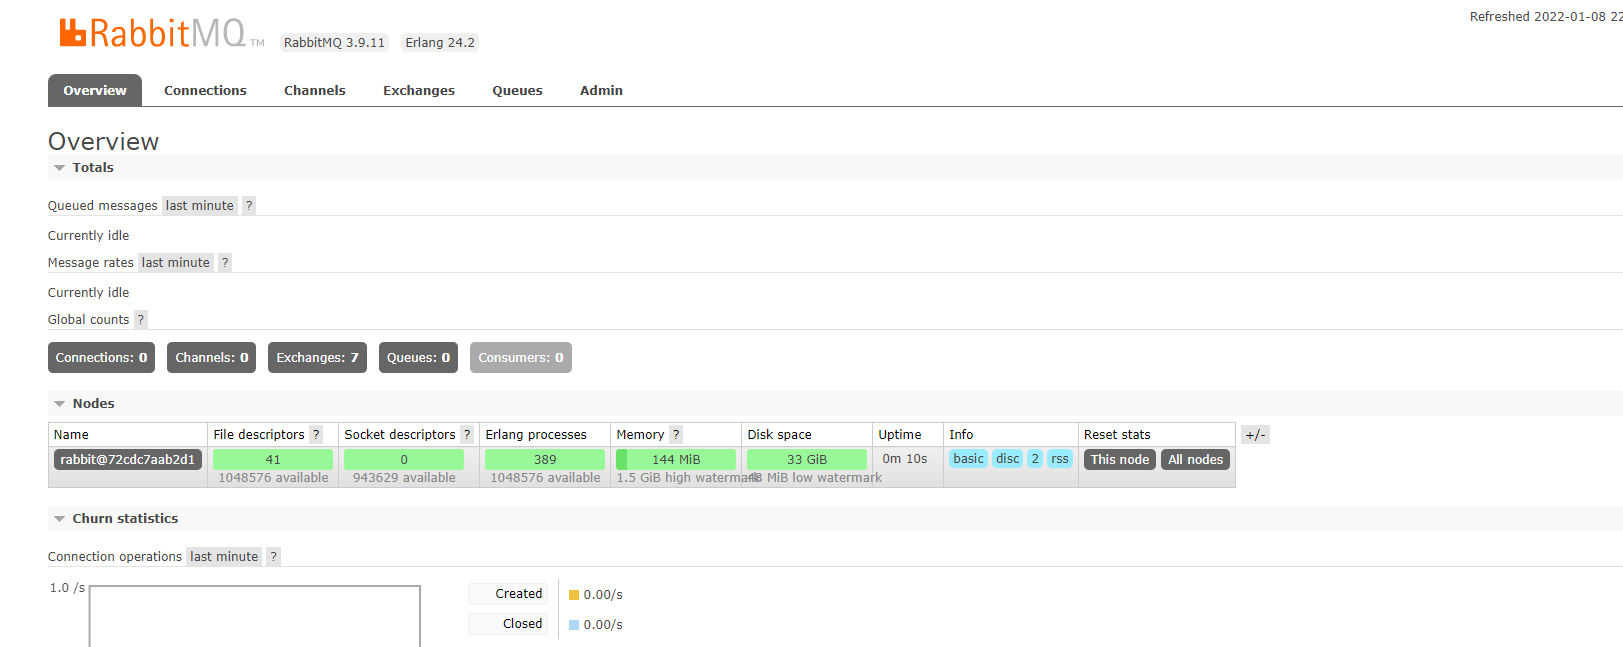 Refreshed 2022-01-08 22
RabbitMQ TM RabbitMQ 3.9.11 Erlang 24.2
Overview Connections Channels Exchanges Queues Admin
Overview
Totals
Queued messages last minute ?
Currently idle
Message rates last minute ?
Currently idle
Global counts ?
Connections: 0 Channels: 0 Exchanges: 7 Queues: 0 Consumers: 0
Nodes
Name File descriptors ? Socket descriptors ? Erlang processes Memory ? Disk space Uptime Info Reset stats +/-
rabbit@72cdc7aab2d1 41 0 389 144 MiB 33 GiB 0m 10s basic disc 2 rss This node All nodes
1048576 available 943629 available 1048576 available 1.5 GiB high watermark 48 MiB low watermark
Churn statistics
Connection operations last minute ?
1.0 /s Created 0.00/s
Closed 0.00/s